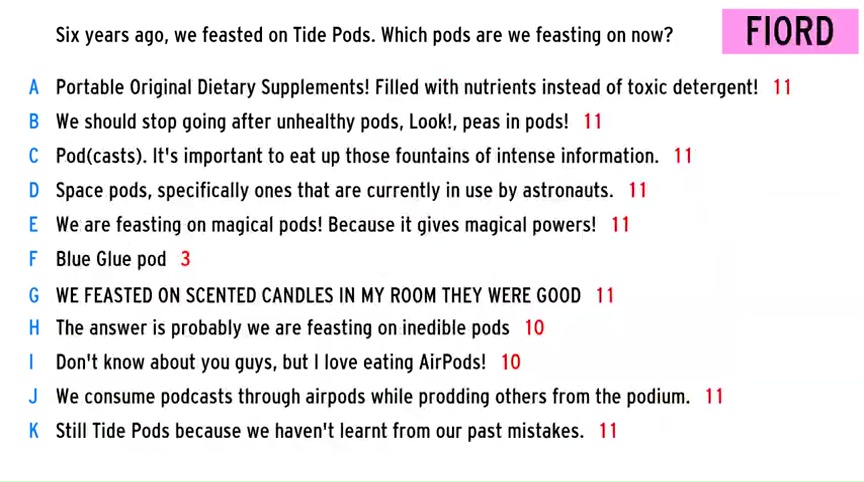 Six years ago, we feasted on Tide Pods. Which pods are we feasting on now?
FIORD
A Portable Original Dietary Supplements! Filled with nutrients instead of toxic detergent! 11
B We should stop going after unhealthy pods, Look!, peas in pods! 11
C Pod(casts). It's important to eat up those fountains of intense information. 11
D Space pods, specifically ones that are currently in use by astronauts. 11
E We are feasting on magical pods! Because it gives magical powers! 11
F Blue Glue pod 3
G WE FEASTED ON SCENTED CANDLES IN MY ROOM THEY WERE GOOD 11
H The answer is probably we are feasting on inedible pods 10
I Don't know about you guys, but I love eating AirPods! 10
J We consume podcasts through airpods while prodding others from the podium. 11
K Still Tide Pods because we haven't learnt from our past mistakes. 11